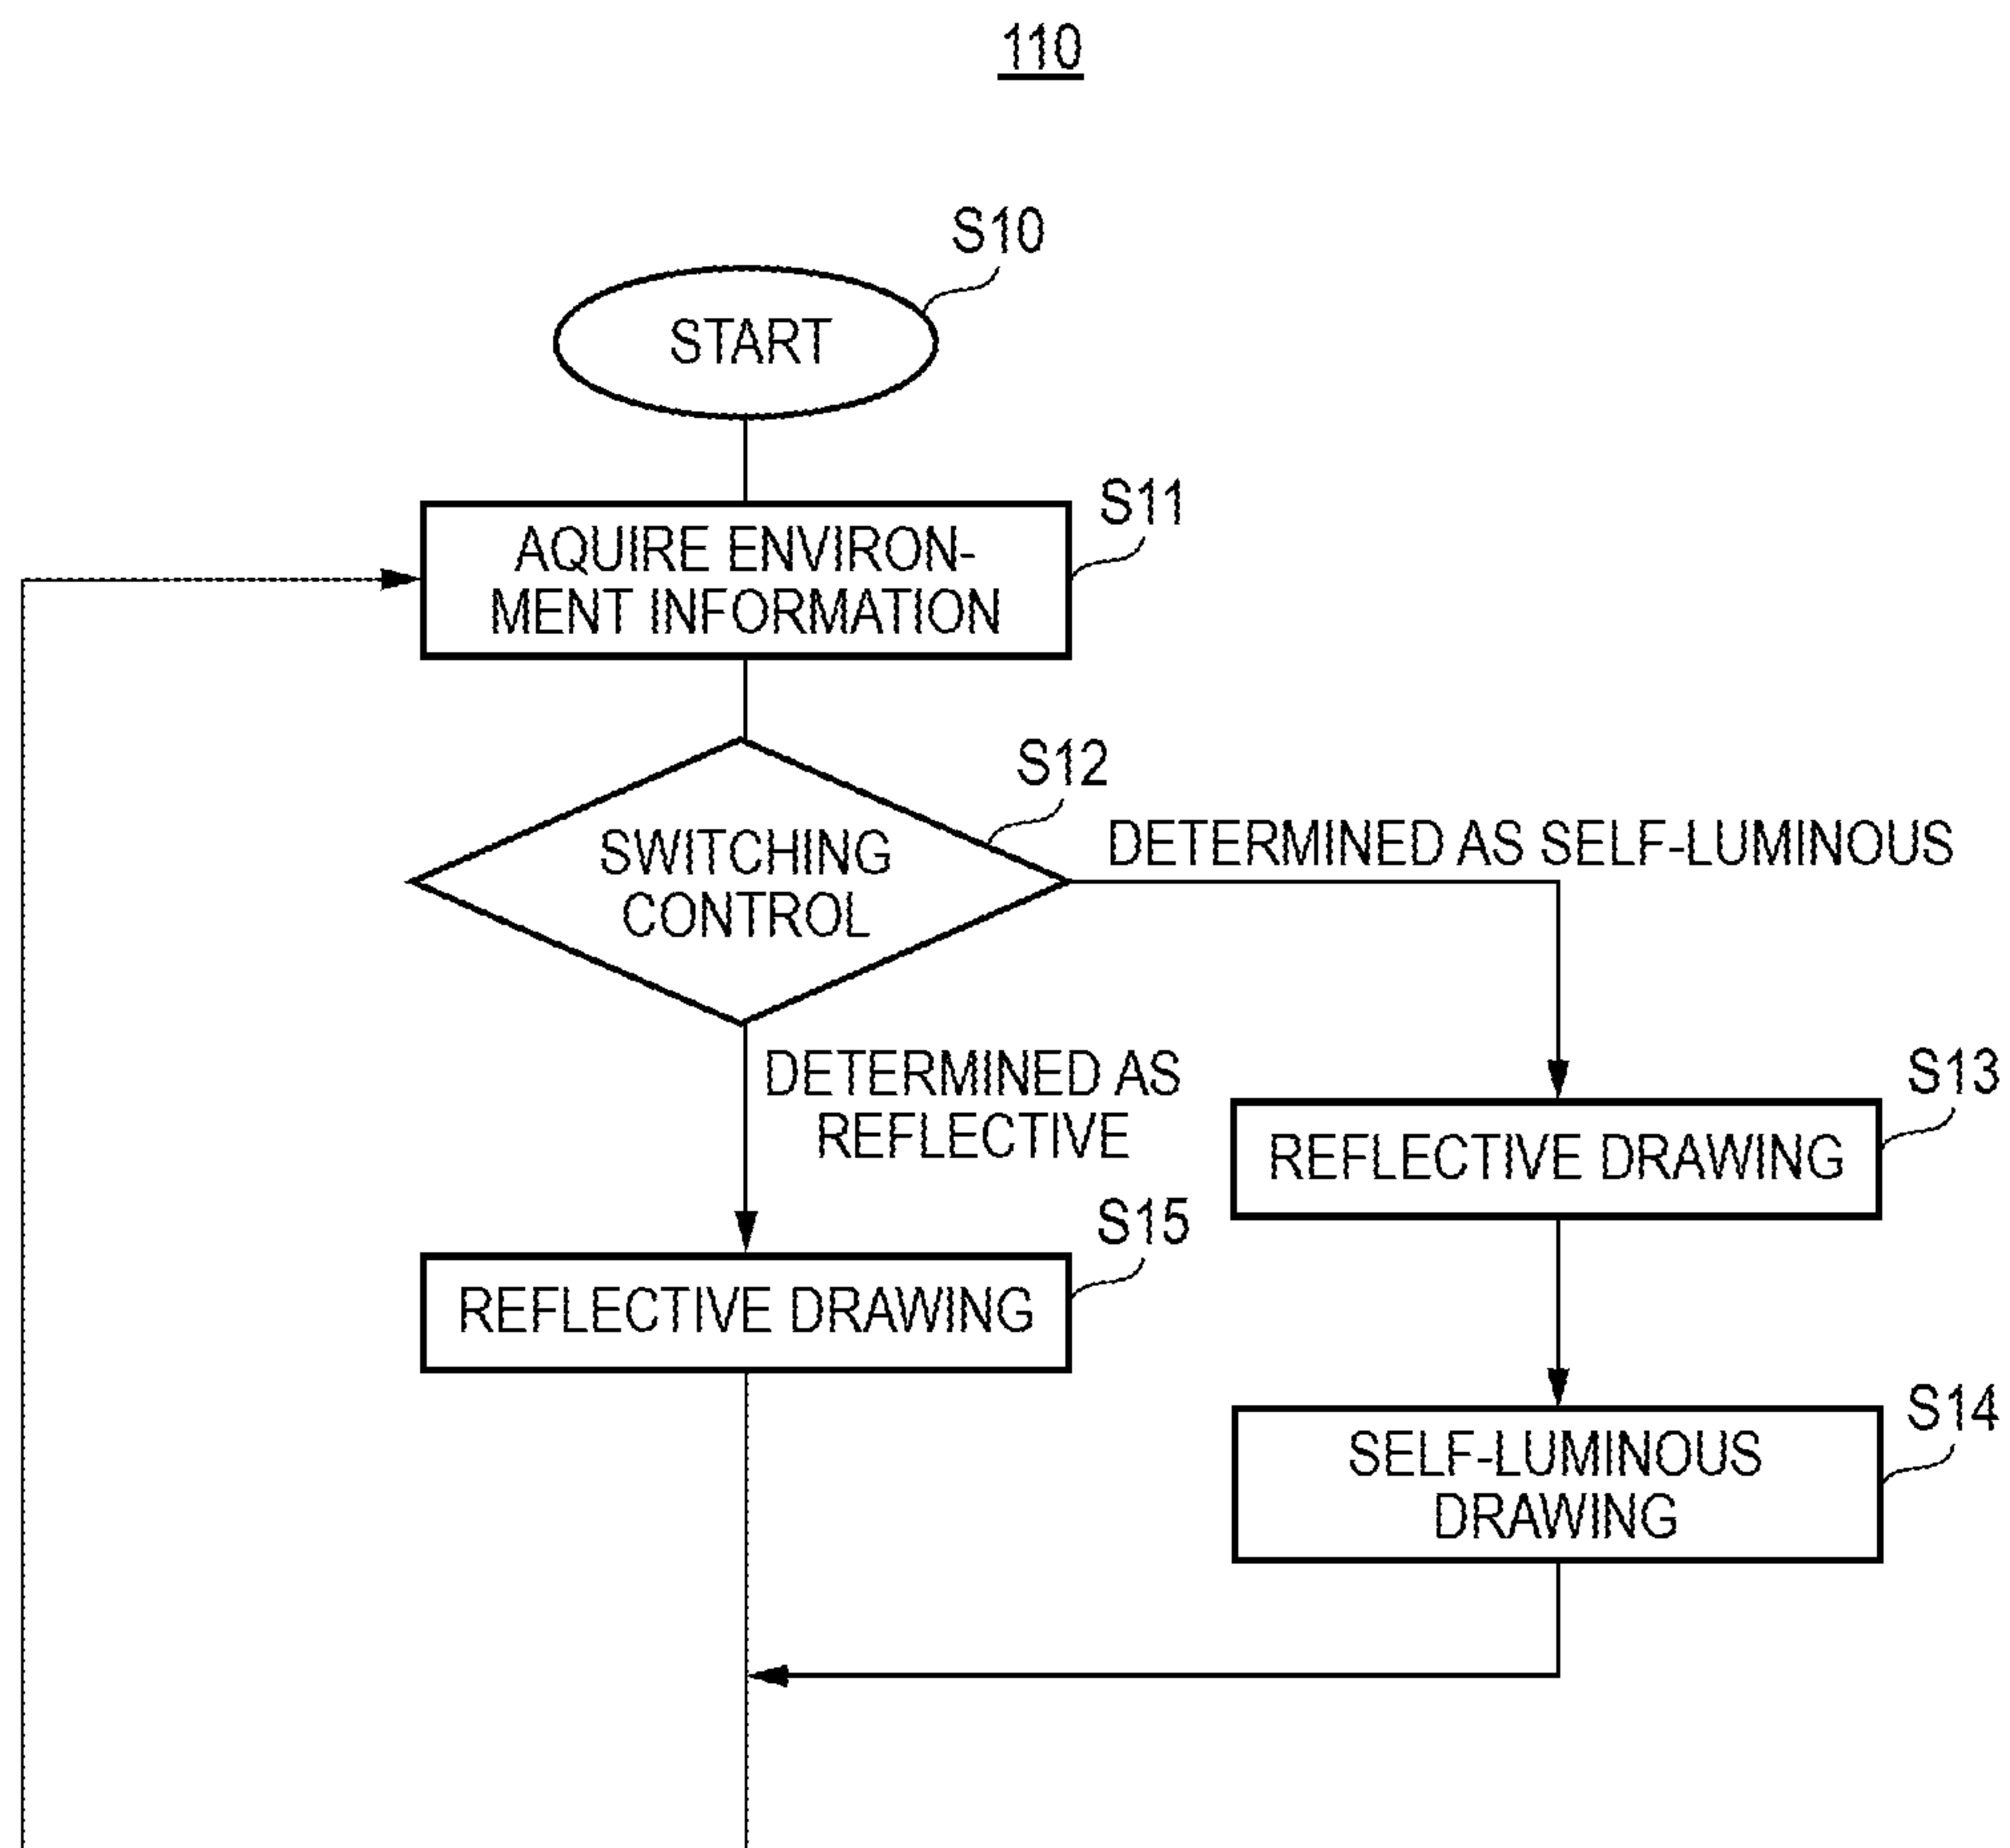 110
S10
START
S11
AQUIRE ENVIRON-
MENT INFORMATION
S12
SWITCHING
CONTROL
DETERMINED AS SELF-LUMINOUS
DETERMINED AS
REFLECTIVE
S13
REFLECTIVE DRAWING
S15
REFLECTIVE DRAWING
S14
SELF-LUMINOUS
DRAWING